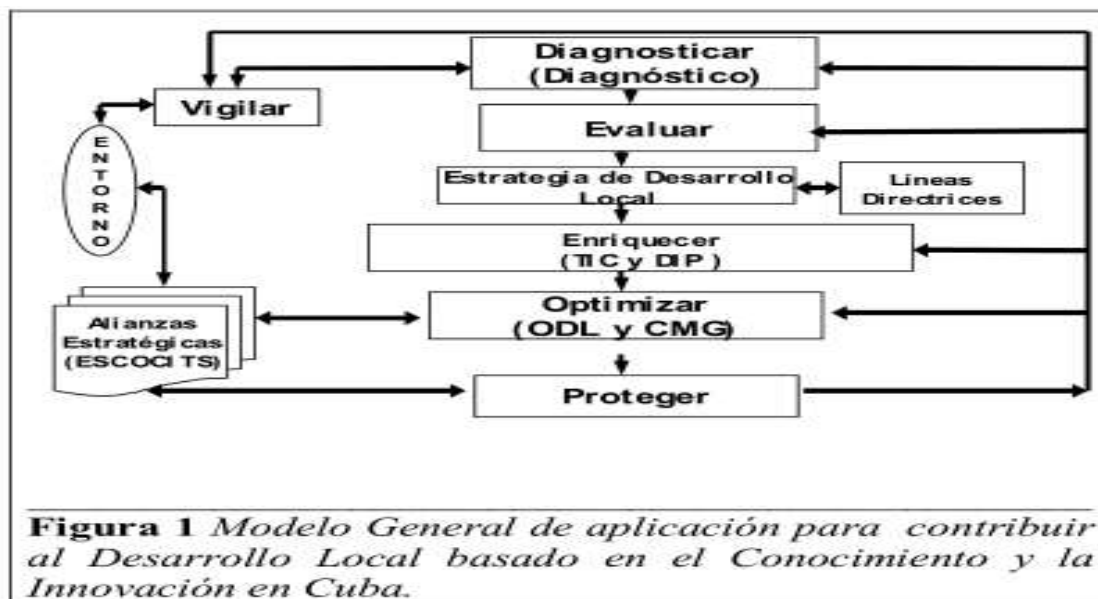 Diagnosticar
(Diagnóstico)
Vigilar
Evaluar
ENTORNO
Estrategia de Desarrollo
Local
Líneas
Directrices
Enriquecer
(TIC y DIP )
Optimizar
(ODL y CMG)
Alianzas
Estratégicas
(ESCOCITS)
Proteger
Figura 1 Modelo General de aplicación para contribuir
al Desarrollo Local basado en el Conocimiento y la
Innovación en Cuba.